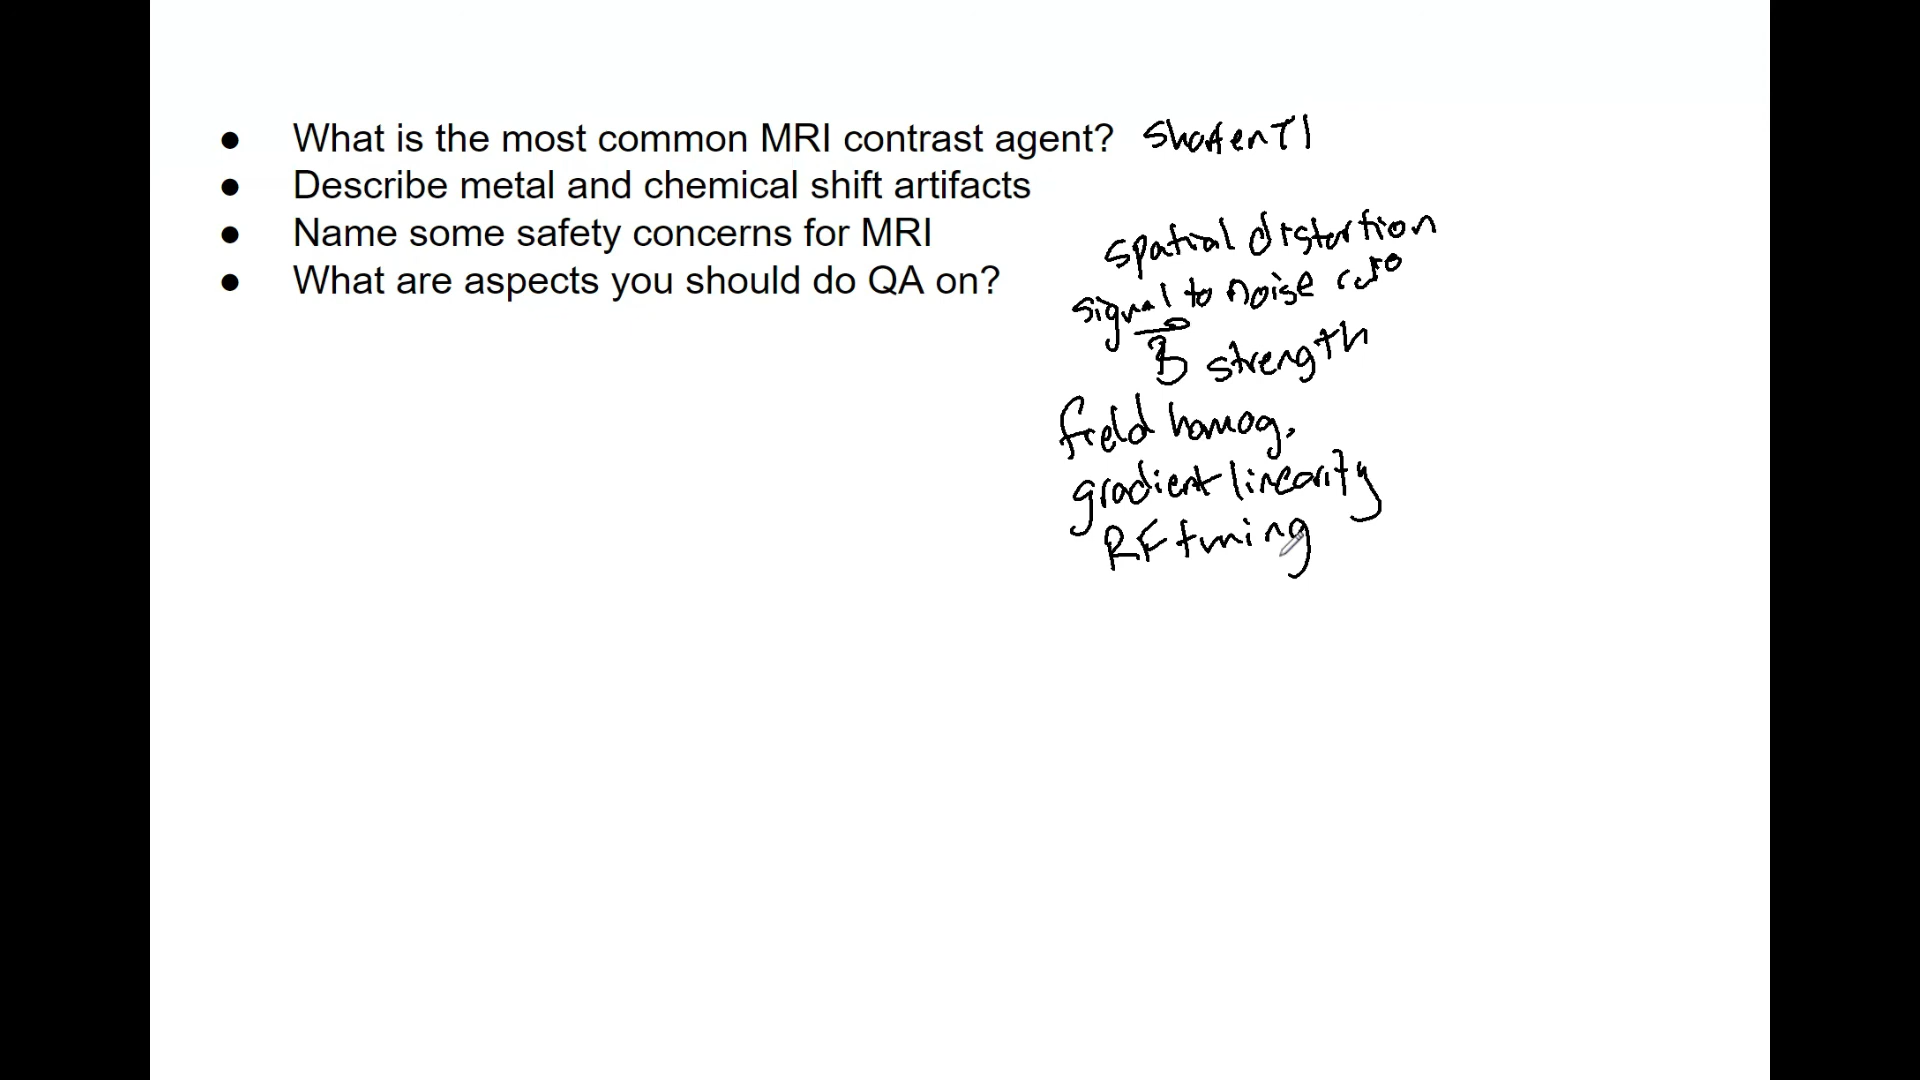 ● What is the most common MRI contrast agent? shorten T1
● Describe metal and chemical shift artifacts
● Name some safety concerns for MRI
● What are aspects you should do QA on?
spatial distortion
signal to noise ratio
B strength
field homog.
gradient linearity
RF tuning